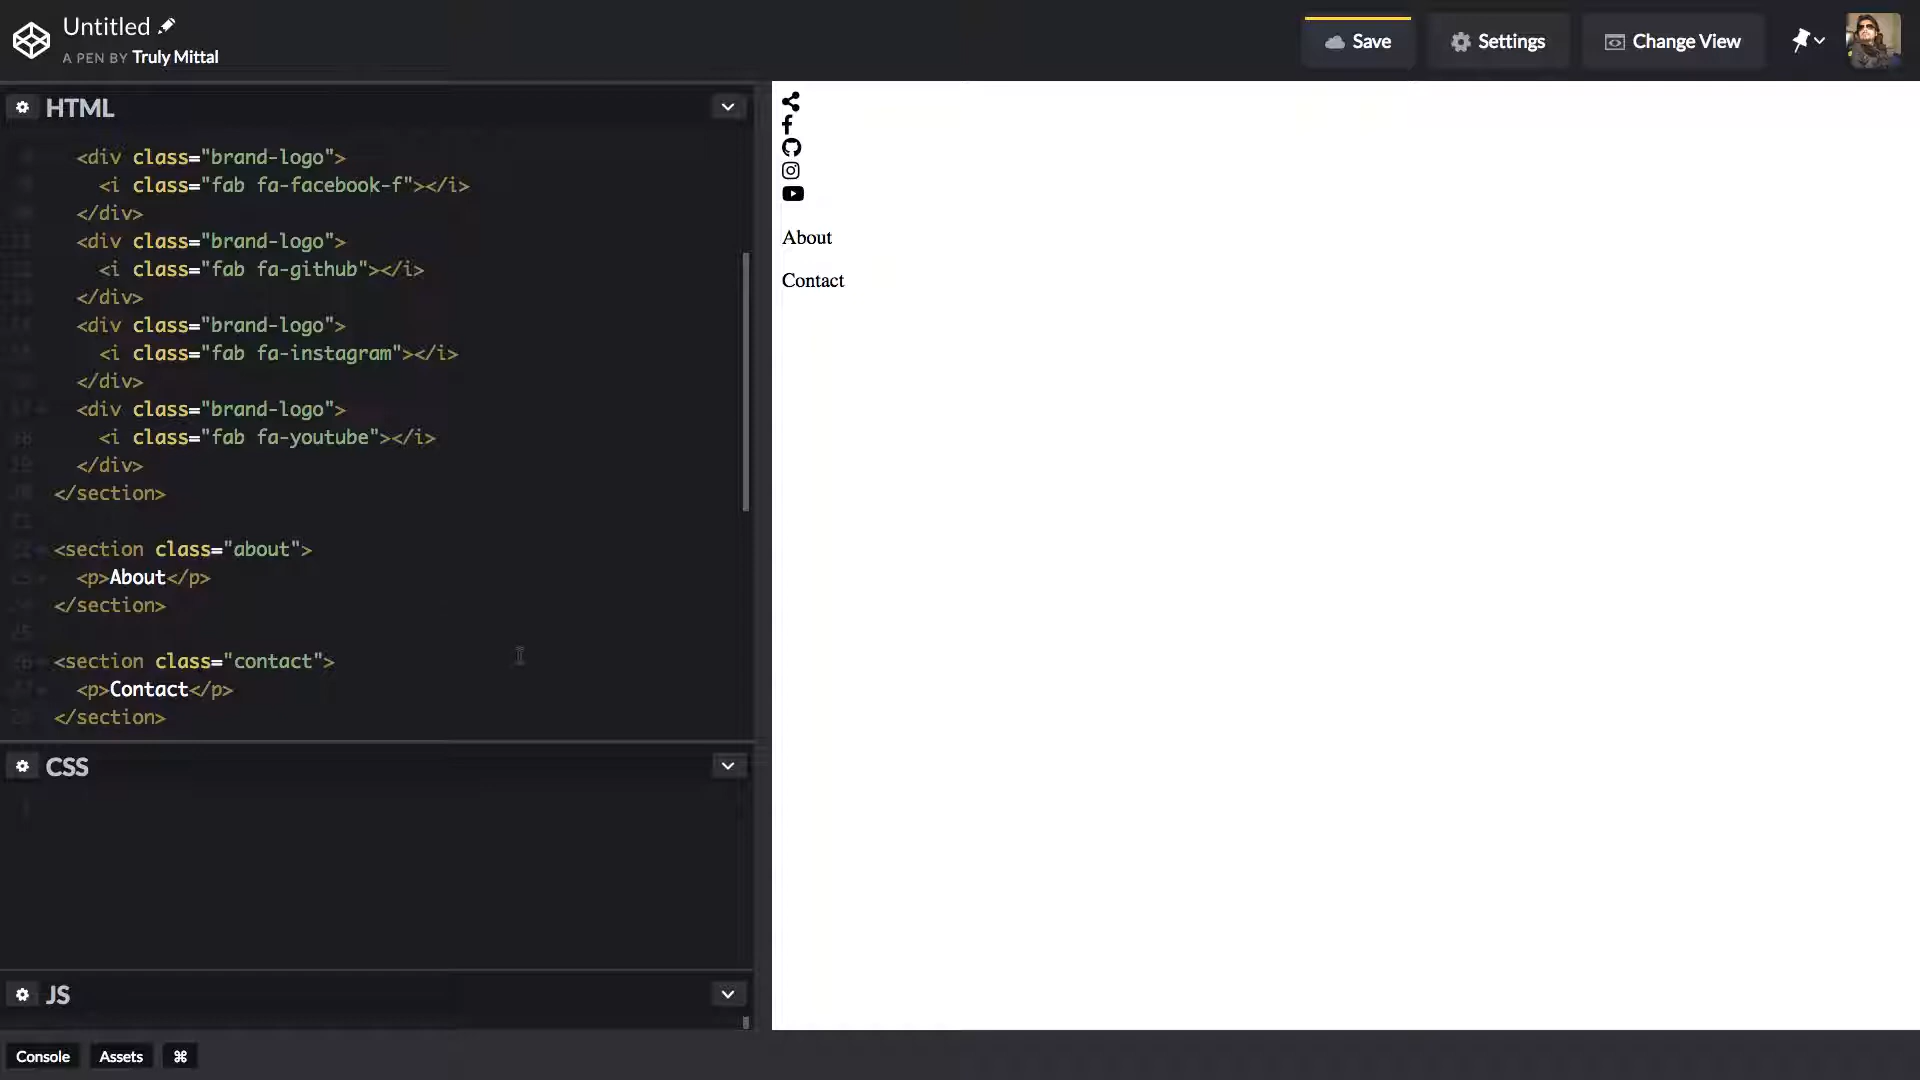 Untitled
A PEN BY Truly Mittal
Save
Settings
Change View
HTML
<div class="brand-logo">
<i class="fab fa-facebook-f"></i>
</div>
<div class="brand-logo">
<i class="fab fa-github"></i>
</div>
<div class="brand-logo">
<i class="fab fa-instagram"></i>
</div>
<div class="brand-logo">
<i class="fab fa-youtube"></i>
</div>
</section>
<section class="about">
<p>About</p>
</section>
<section class="contact">
<p>Contact</p>
</section>
CSS
JS
Console
Assets
⌘
About
Contact